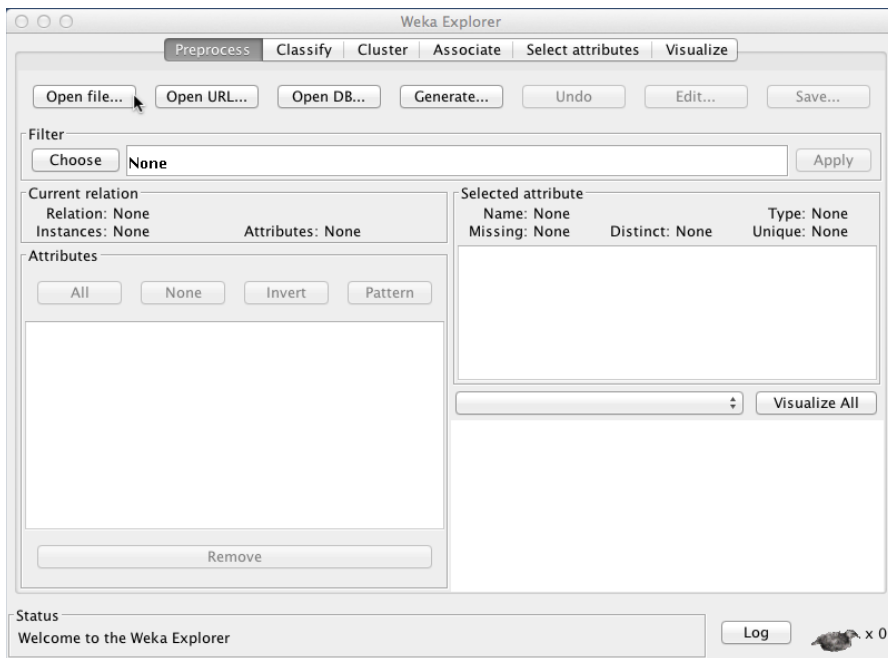 Weka Explorer
Preprocess Classify Cluster Associate Select attributes Visualize
Open file... Open URL... Open DB... Generate... Undo Edit... Save...
Filter
Choose None Apply
Current relation
Relation: None
Instances: None Attributes: None
Selected attribute
Name: None Type: None
Missing: None Distinct: None Unique: None
Attributes
All None Invert Pattern
Visualize All
Remove
Status
Welcome to the Weka Explorer
Log
x 0